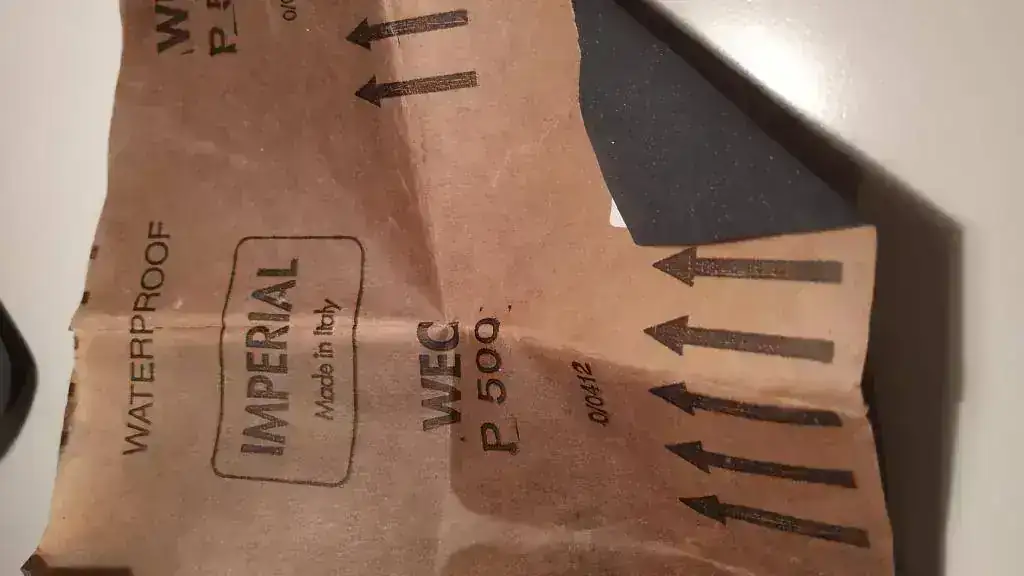 WATERPROOF
IMPERIAL
Made in Italy
WEC
P 500
0/0412